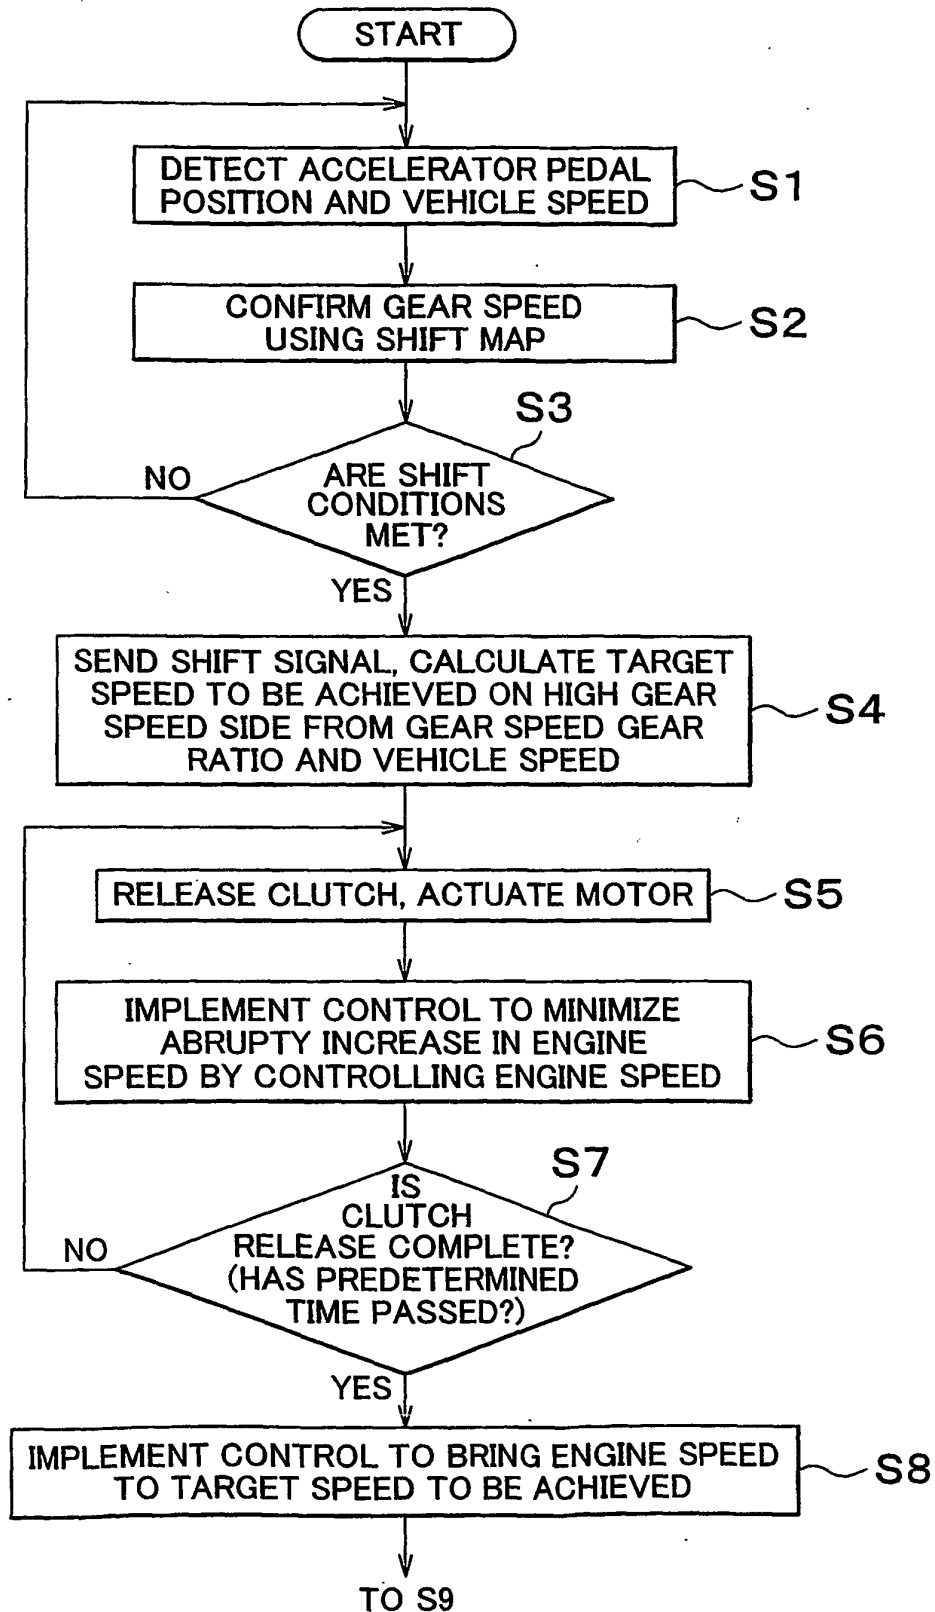 START
DETECT ACCELERATOR PEDAL
POSITION AND VEHICLE SPEED
S1
CONFIRM GEAR SPEED
USING SHIFT MAP
S2
S3
ARE SHIFT
CONDITIONS
MET?
NO
YES
SEND SHIFT SIGNAL, CALCULATE TARGET
SPEED TO BE ACHIEVED ON HIGH GEAR
SPEED SIDE FROM GEAR SPEED GEAR
RATIO AND VEHICLE SPEED
S4
RELEASE CLUTCH, ACTUATE MOTOR
S5
IMPLEMENT CONTROL TO MINIMIZE
ABRUPTY INCREASE IN ENGINE
SPEED BY CONTROLLING ENGINE SPEED
S6
S7
IS
CLUTCH
RELEASE COMPLETE?
(HAS PREDETERMINED
TIME PASSED?)
NO
YES
IMPLEMENT CONTROL TO BRING ENGINE SPEED
TO TARGET SPEED TO BE ACHIEVED
S8
TO S9